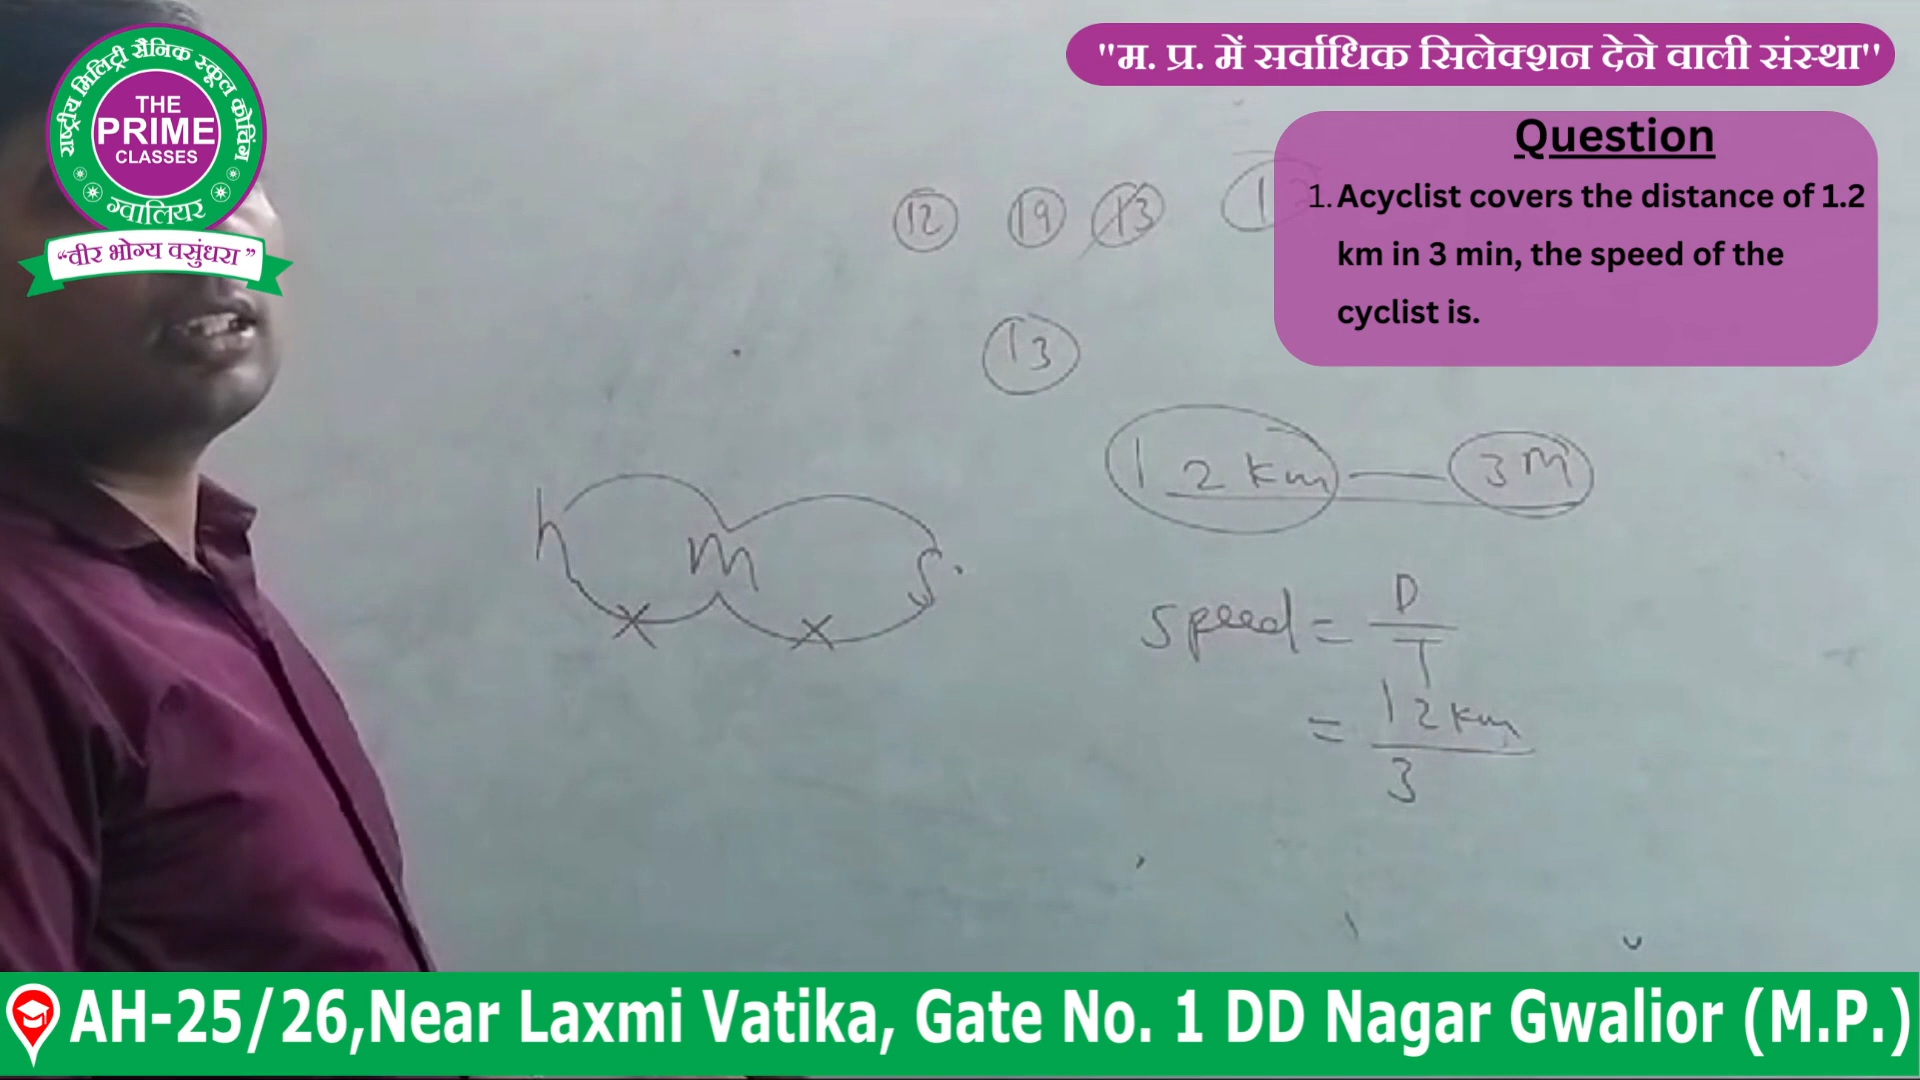 राष्ट्रीय मिलिट्री सैनिक स्कूल कोचिंग
THE
PRIME
CLASSES
ग्वालियर
“वीर भोग्य वसुंधरा ”
"म. प्र. में सर्वाधिक सिलेक्शन देने वाली संस्था"
Question
1. Acyclist covers the distance of 1.2
km in 3 min, the speed of the
cyclist is.
12 19 13 1
13
1 2 km — 3 m
h m s.
speed = D
T
= 1 2 km
3
AH-25/26,Near Laxmi Vatika, Gate No. 1 DD Nagar Gwalior (M.P.)